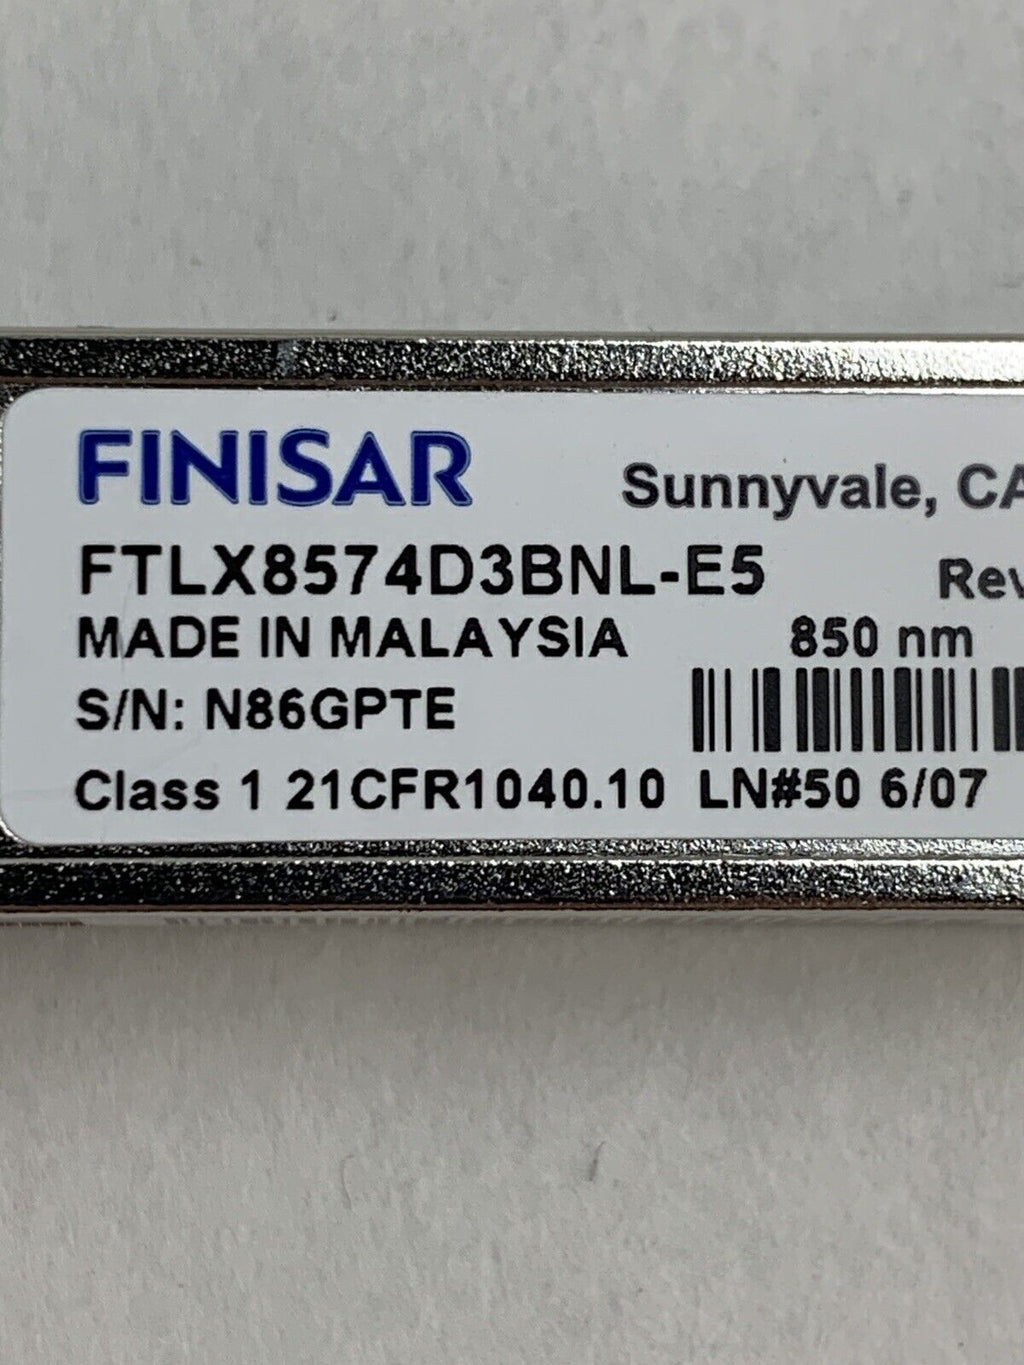 FINISAR
Sunnyvale, CA
FTLX8574D3BNL-E5
Rev
MADE IN MALAYSIA 850 nm
S/N: N86GPTE
Class 1 21CFR1040.10 LN#50 6/07